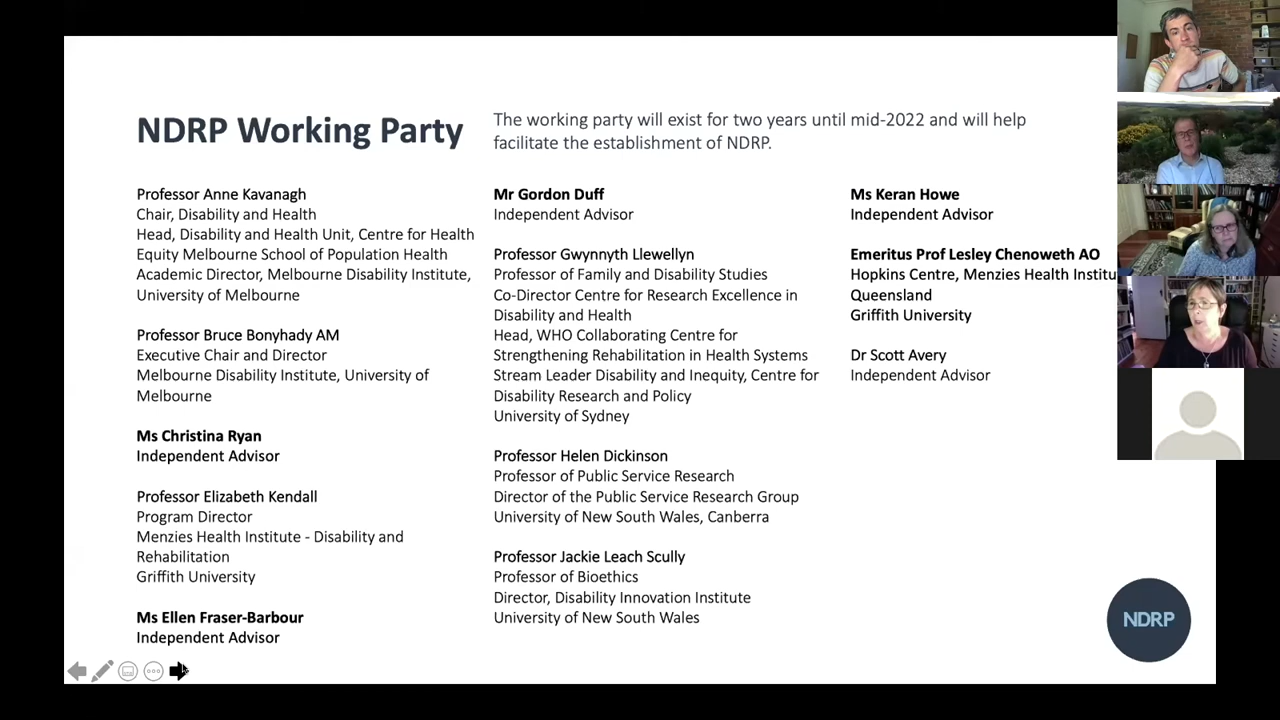 NDRP Working Party
The working party will exist for two years until mid-2022 and will help
facilitate the establishment of NDRP.
Professor Anne Kavanagh
Chair, Disability and Health
Head, Disability and Health Unit, Centre for Health
Equity Melbourne School of Population Health
Academic Director, Melbourne Disability Institute,
University of Melbourne
Professor Bruce Bonyhady AM
Executive Chair and Director
Melbourne Disability Institute, University of
Melbourne
Ms Christina Ryan
Independent Advisor
Professor Elizabeth Kendall
Program Director
Menzies Health Institute - Disability and
Rehabilitation
Griffith University
Ms Ellen Fraser-Barbour
Independent Advisor
Mr Gordon Duff
Independent Advisor
Professor Gwynnyth Llewellyn
Professor of Family and Disability Studies
Co-Director Centre for Research Excellence in
Disability and Health
Head, WHO Collaborating Centre for
Strengthening Rehabilitation in Health Systems
Stream Leader Disability and Inequity, Centre for
Disability Research and Policy
University of Sydney
Professor Helen Dickinson
Professor of Public Service Research
Director of the Public Service Research Group
University of New South Wales, Canberra
Professor Jackie Leach Scully
Professor of Bioethics
Director, Disability Innovation Institute
University of New South Wales
Ms Keran Howe
Independent Advisor
Emeritus Prof Lesley Chenoweth AO
Hopkins Centre, Menzies Health Institu
Queensland
Griffith University
Dr Scott Avery
Independent Advisor
NDRP